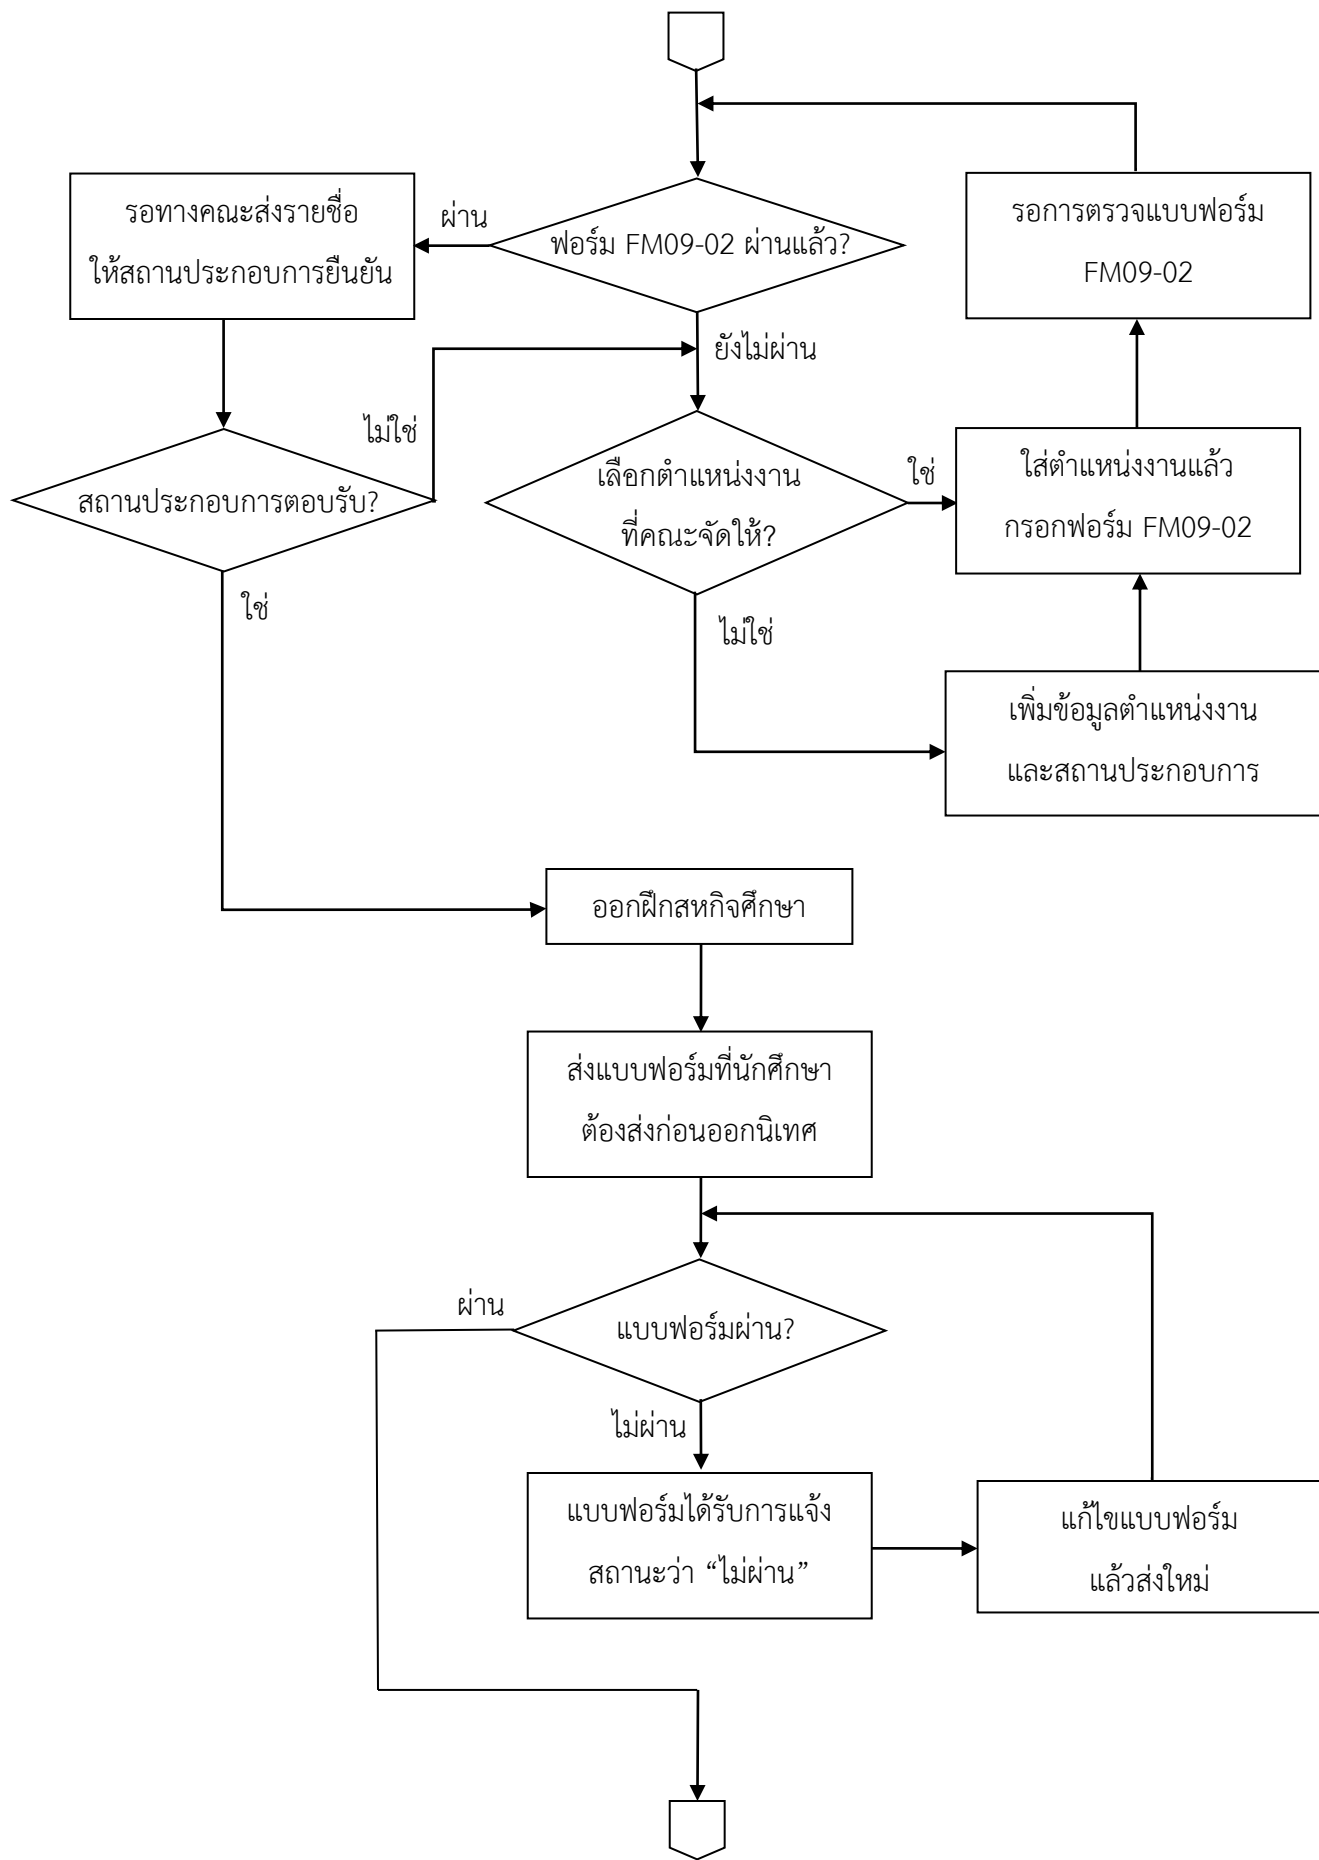 รอทางคณะส่งรายชื่อ
ให้สถานประกอบการยืนยัน
ผ่าน
ฟอร์ม FM09-02 ผ่านแล้ว?
รอการตรวจแบบฟอร์ม
FM09-02
ยังไม่ผ่าน
ไม่ใช่
สถานประกอบการตอบรับ?
เลือกตำแหน่งงาน
ที่คณะจัดให้?
ใช่
ใส่ตำแหน่งงานแล้ว
กรอกฟอร์ม FM09-02
ใช่
ไม่ใช่
เพิ่มข้อมูลตำแหน่งงาน
และสถานประกอบการ
ออกฝึกสหกิจศึกษา
ส่งแบบฟอร์มที่นักศึกษา
ต้องส่งก่อนออกนิเทศ
ผ่าน
แบบฟอร์มผ่าน?
ไม่ผ่าน
แบบฟอร์มได้รับการแจ้ง
สถานะว่า “ไม่ผ่าน”
แก้ไขแบบฟอร์ม
แล้วส่งใหม่